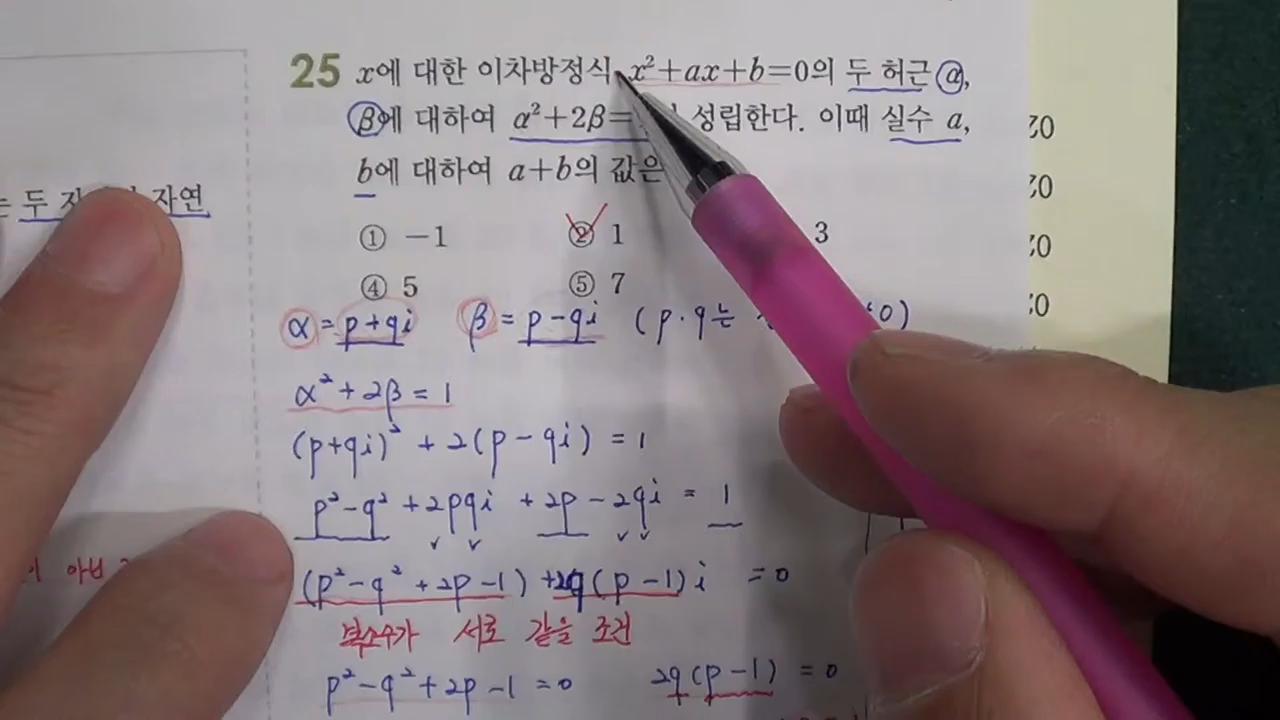 25 x에 대한 이차방정식 x²+ax+b=0의 두 허근 α,
β에 대하여 α²+2β= 성립한다. 이때 실수 a,
b에 대하여 a+b의 값은
① -1 ② 1 3
④ 5 ⑤ 7
두 자 자연
α = p+qi β = p-qi (p·q는 0)
α²+2β = 1
(p+qi)² + 2(p-qi) = 1
p²-q² + 2pqi + 2p - 2qi = 1
(p²-q²+2p-1) + 2q(p-1)i = 0
복소수가 서로 같을 조건
p²-q²+2p-1 = 0 2q(p-1) = 0